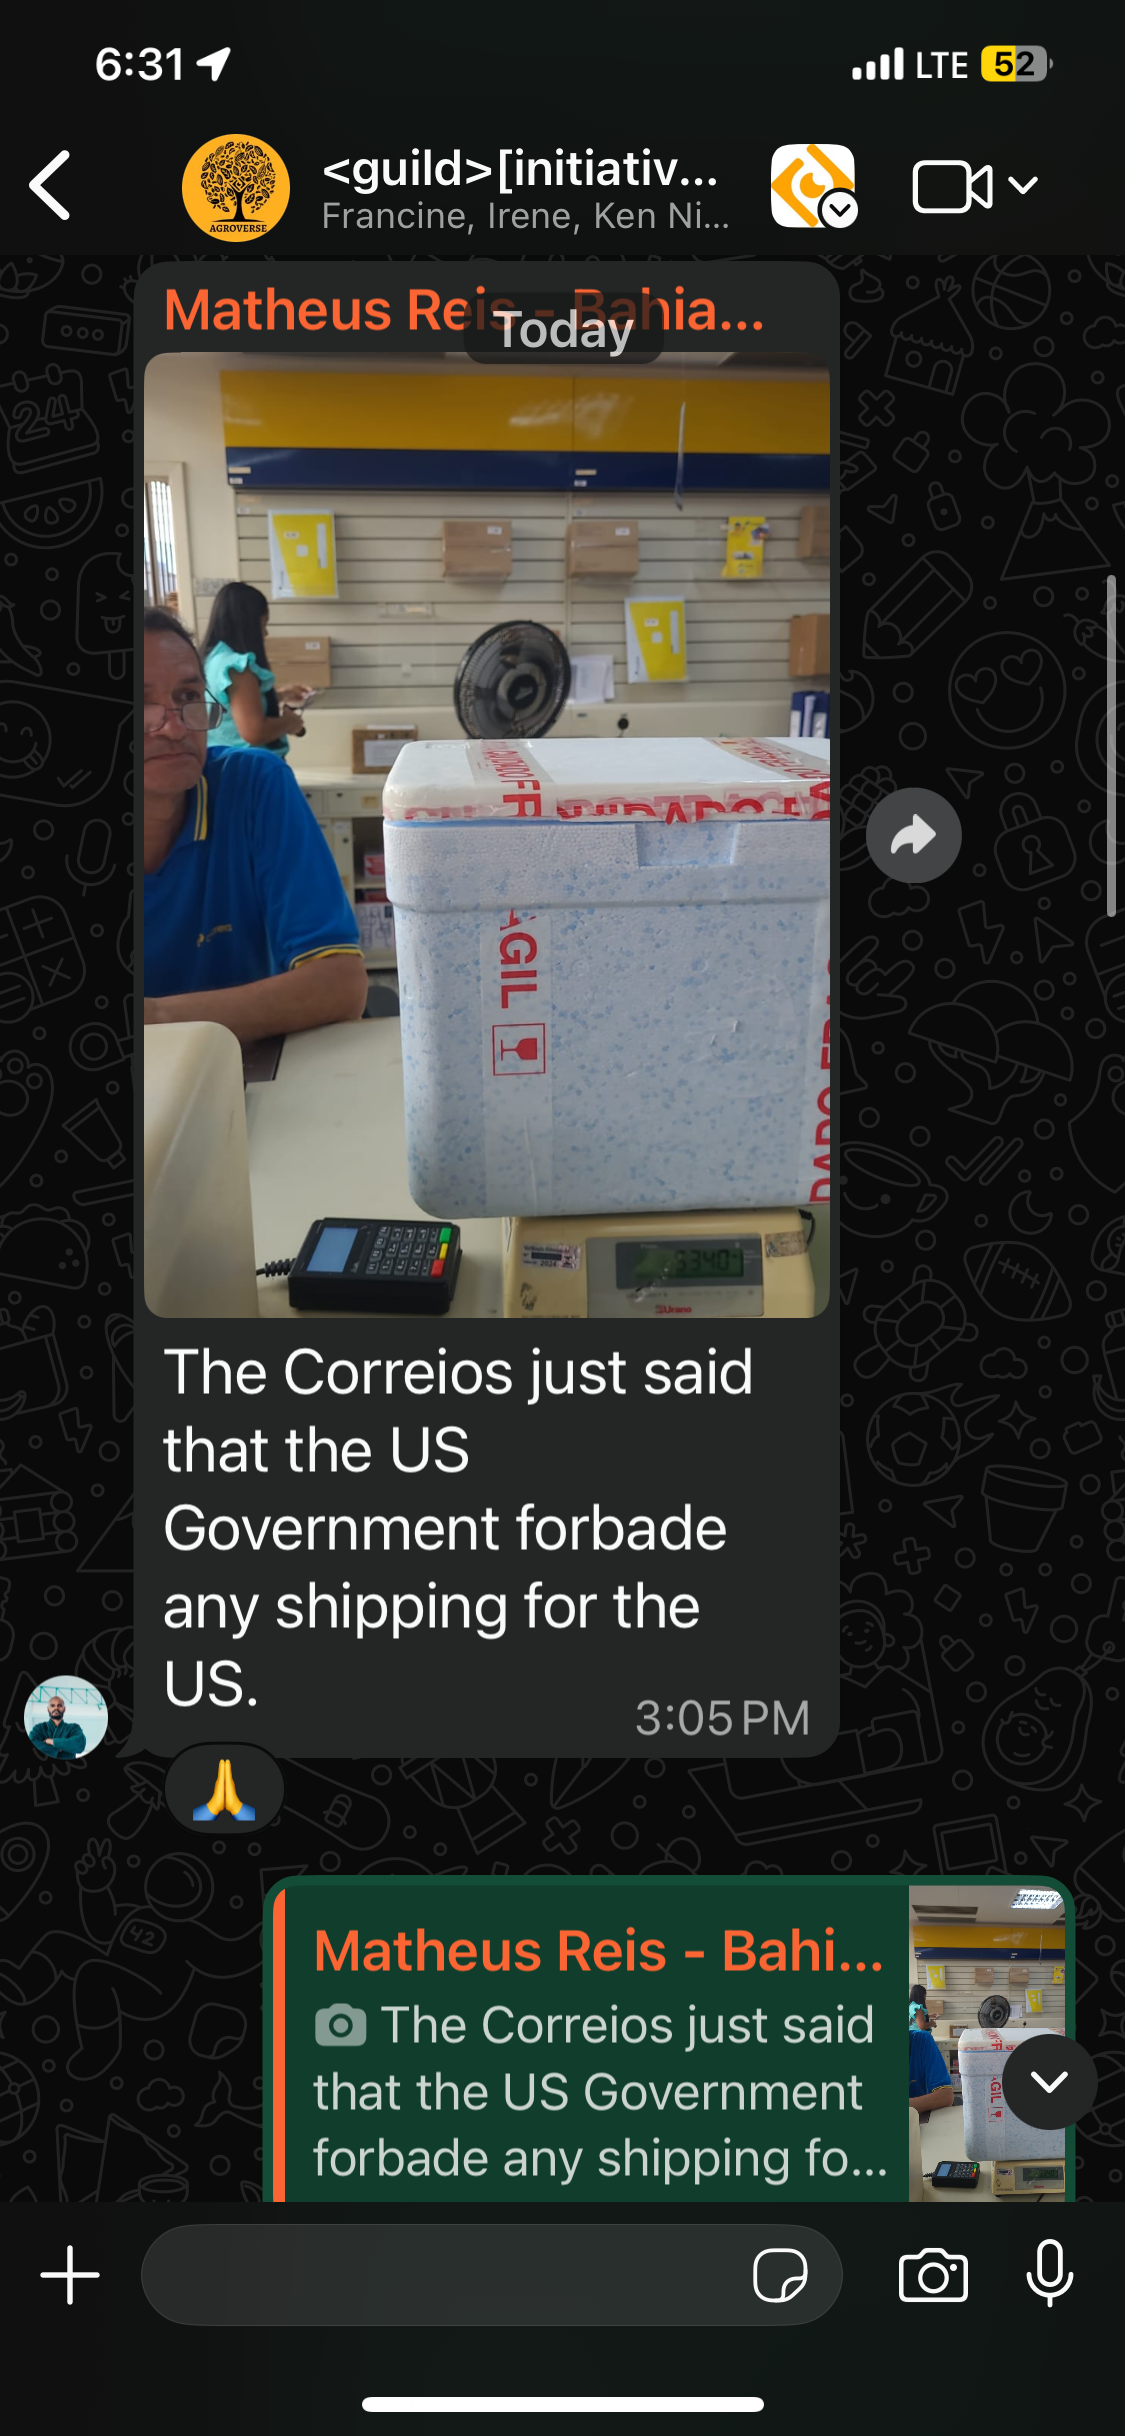 6:31
LTE 52
<guild>[initiativ...
Francine, Irene, Ken Ni...
AGROVERSE
Matheus Reis - Bahia...
Today
AGIL
Urano
The Correios just said
that the US
Government forbade
any shipping for the
US.
3:05 PM
Matheus Reis - Bahi...
The Correios just said
that the US Government
forbade any shipping fo...